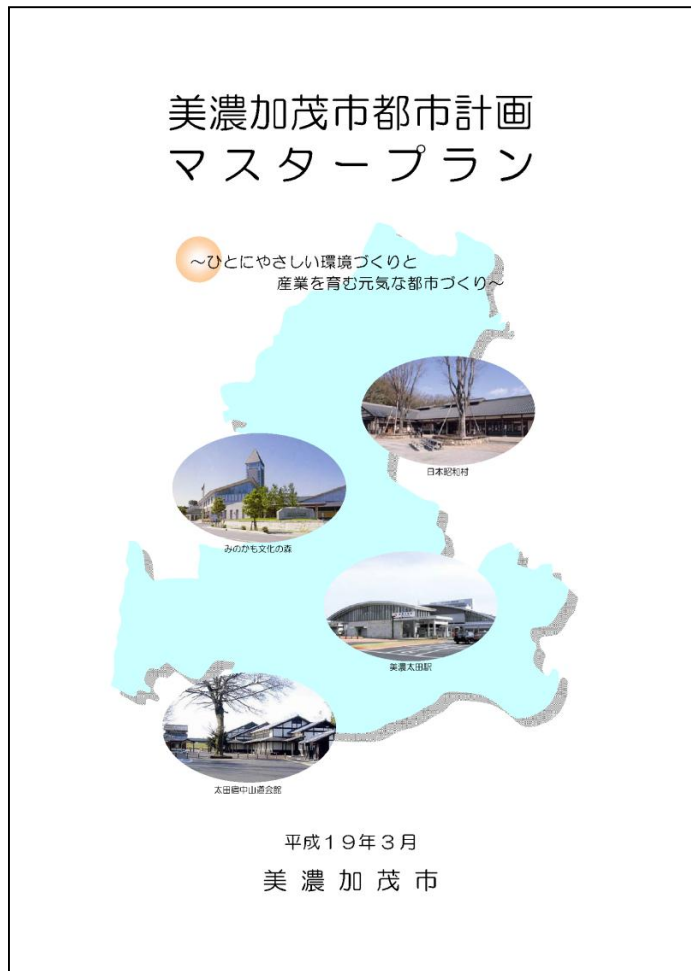 美濃加茂市都市計画
マスタープラン
～ひとにやさしい環境づくりと
産業を育む元気な都市づくり～
日本昭和村
みのかも文化の森
美濃太田駅
太田宿中山道会館
平成１９年３月
美濃加茂市